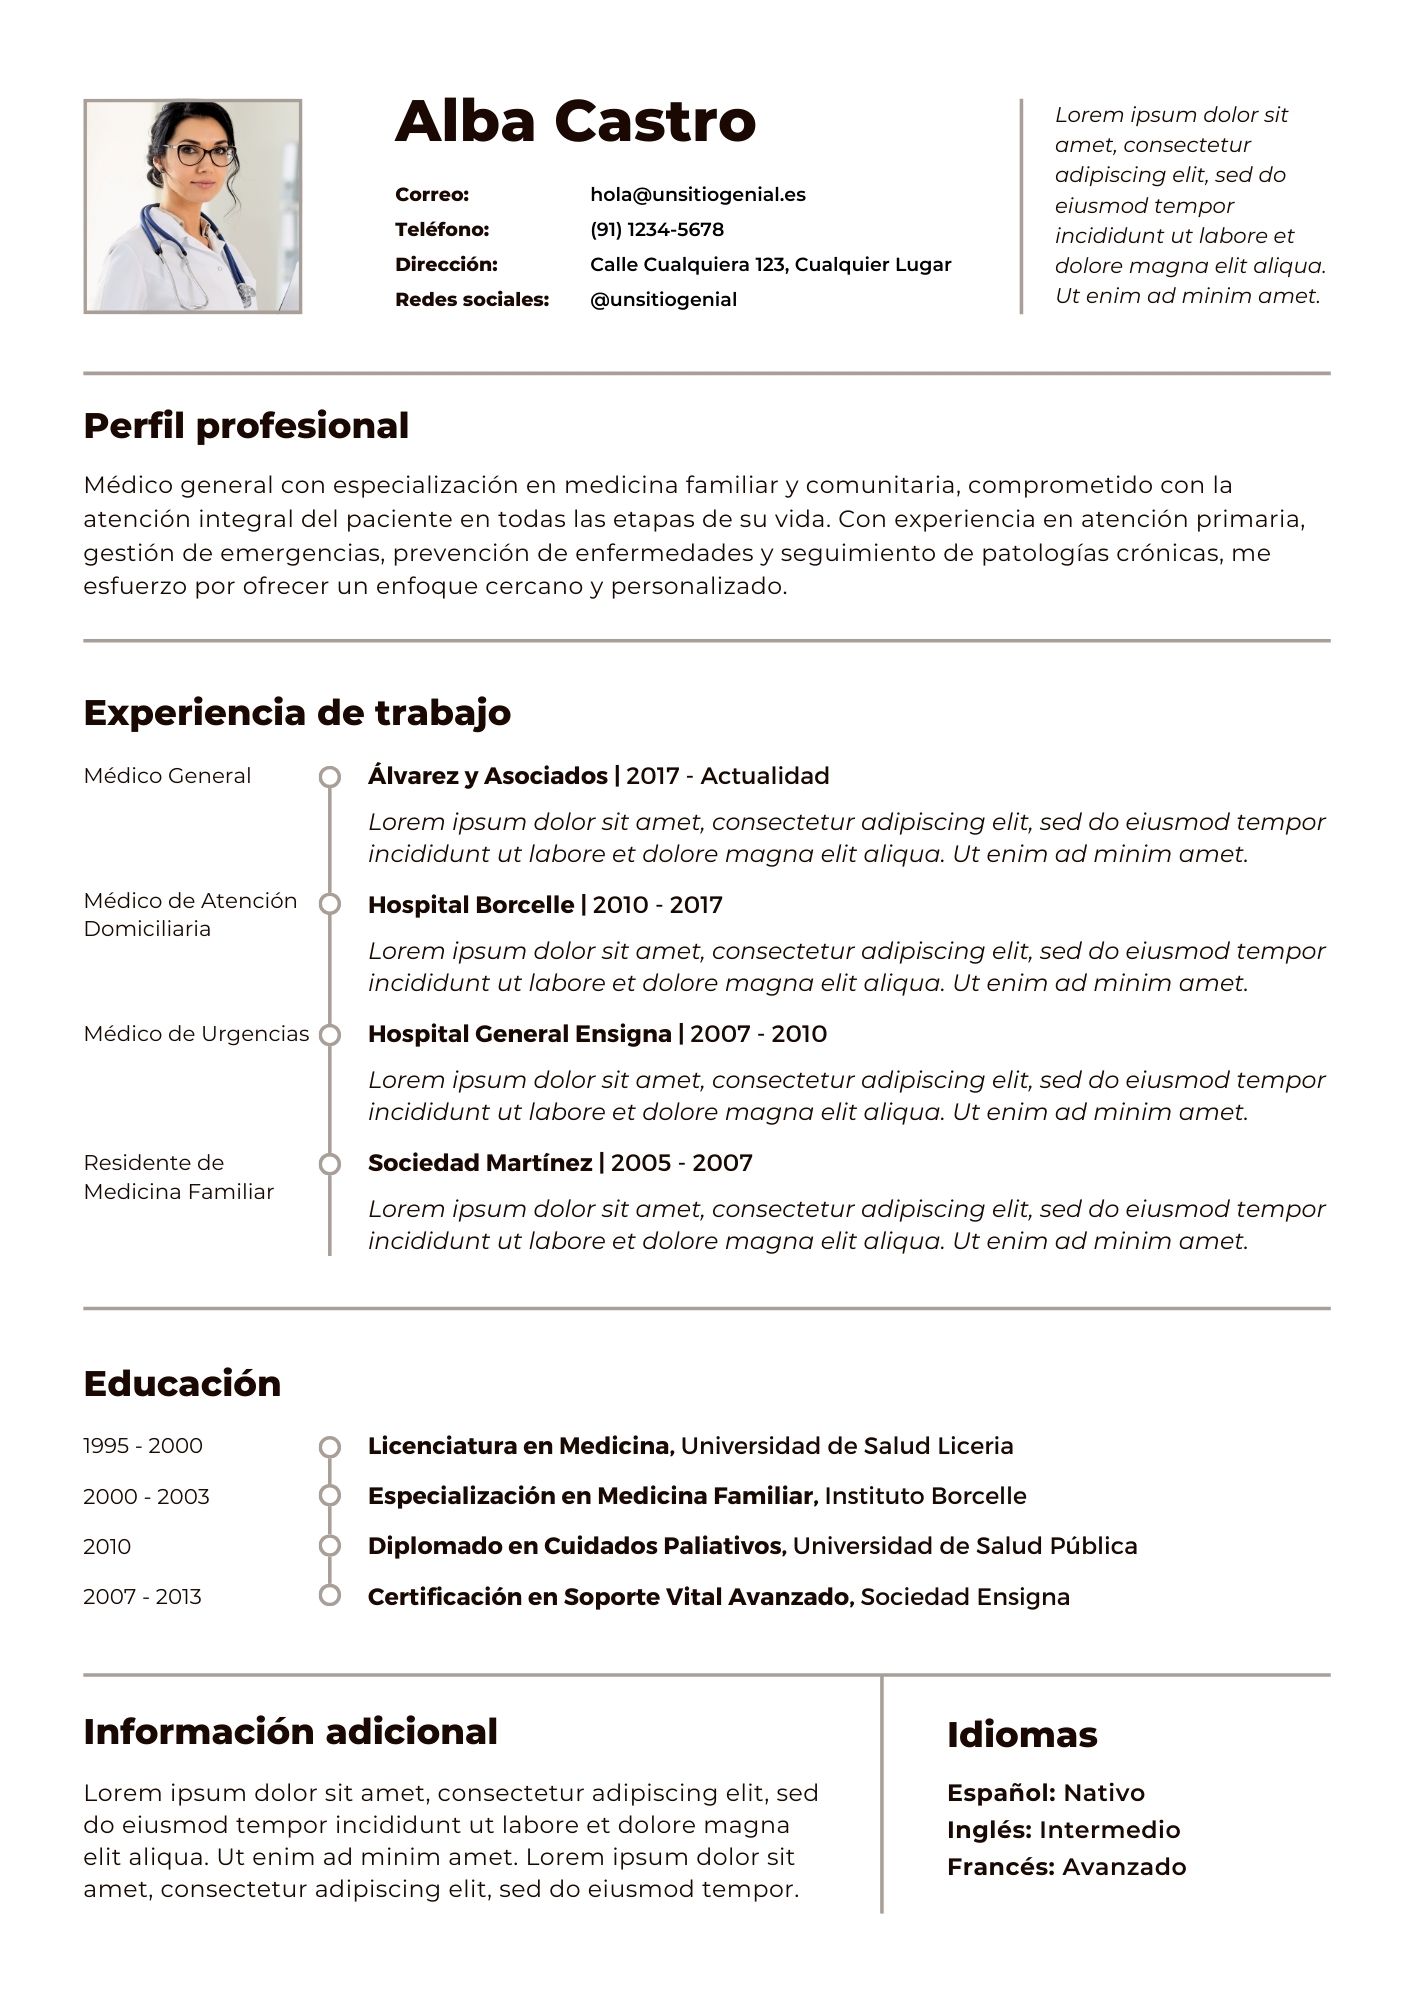 Alba Castro
Correo: hola@unsitiogenial.es
Teléfono: (91) 1234-5678
Dirección: Calle Cualquiera 123, Cualquier Lugar
Redes sociales: @unsitiogenial
Lorem ipsum dolor sit
amet, consectetur
adipiscing elit, sed do
eiusmod tempor
incididunt ut labore et
dolore magna elit aliqua.
Ut enim ad minim amet.
Perfil profesional
Médico general con especialización en medicina familiar y comunitaria, comprometido con la
atención integral del paciente en todas las etapas de su vida. Con experiencia en atención primaria,
gestión de emergencias, prevención de enfermedades y seguimiento de patologías crónicas, me
esfuerzo por ofrecer un enfoque cercano y personalizado.
Experiencia de trabajo
Médico General
Álvarez y Asociados | 2017 - Actualidad
Lorem ipsum dolor sit amet, consectetur adipiscing elit, sed do eiusmod tempor
incididunt ut labore et dolore magna elit aliqua. Ut enim ad minim amet.
Médico de Atención
Domiciliaria
Hospital Borcelle | 2010 - 2017
Lorem ipsum dolor sit amet, consectetur adipiscing elit, sed do eiusmod tempor
incididunt ut labore et dolore magna elit aliqua. Ut enim ad minim amet.
Médico de Urgencias
Hospital General Ensigna | 2007 - 2010
Lorem ipsum dolor sit amet, consectetur adipiscing elit, sed do eiusmod tempor
incididunt ut labore et dolore magna elit aliqua. Ut enim ad minim amet.
Residente de
Medicina Familiar
Sociedad Martínez | 2005 - 2007
Lorem ipsum dolor sit amet, consectetur adipiscing elit, sed do eiusmod tempor
incididunt ut labore et dolore magna elit aliqua. Ut enim ad minim amet.
Educación
1995 - 2000 Licenciatura en Medicina, Universidad de Salud Liceria
2000 - 2003 Especialización en Medicina Familiar, Instituto Borcelle
2010 Diplomado en Cuidados Paliativos, Universidad de Salud Pública
2007 - 2013 Certificación en Soporte Vital Avanzado, Sociedad Ensigna
Información adicional
Lorem ipsum dolor sit amet, consectetur adipiscing elit, sed
do eiusmod tempor incididunt ut labore et dolore magna
elit aliqua. Ut enim ad minim amet. Lorem ipsum dolor sit
amet, consectetur adipiscing elit, sed do eiusmod tempor.
Idiomas
Español: Nativo
Inglés: Intermedio
Francés: Avanzado